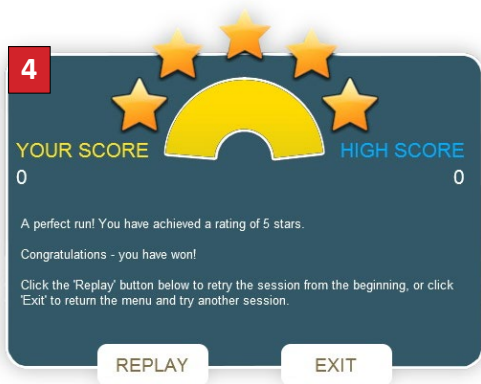 4
YOUR SCORE
HIGH SCORE
0
0
A perfect run! You have achieved a rating of 5 stars.
Congratulations - you have won!
Click the 'Replay' button below to retry the session from the beginning, or click
'Exit' to return the menu and try another session.
REPLAY
EXIT